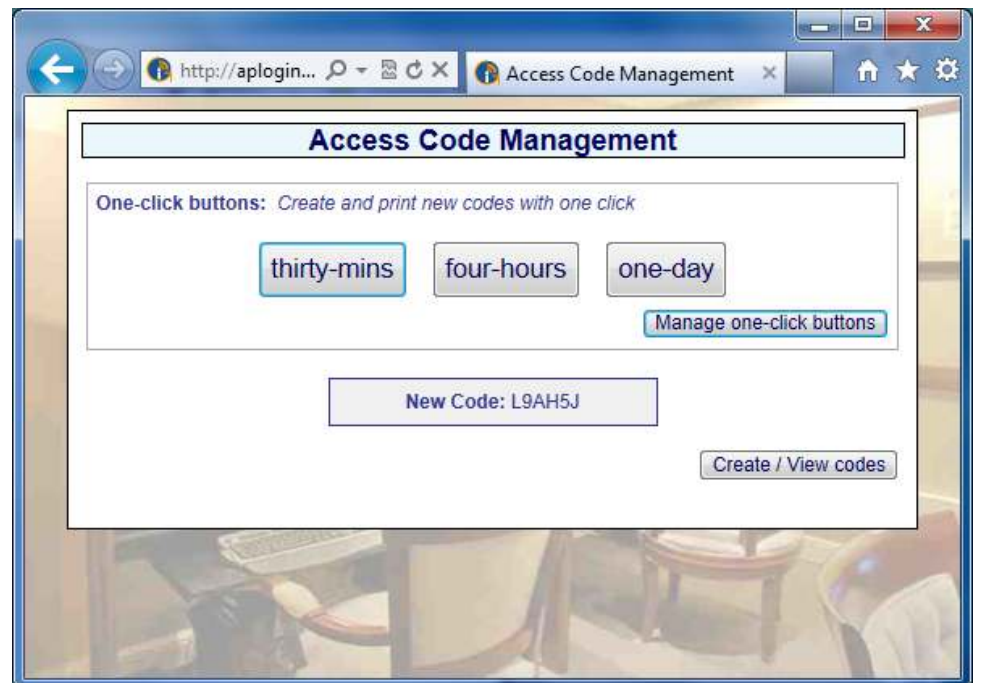 http://aplogin...
Access Code Management
Access Code Management
One-click buttons: Create and print new codes with one click
thirty-mins four-hours one-day
Manage one-click buttons
New Code: L9AH5J
Create / View codes